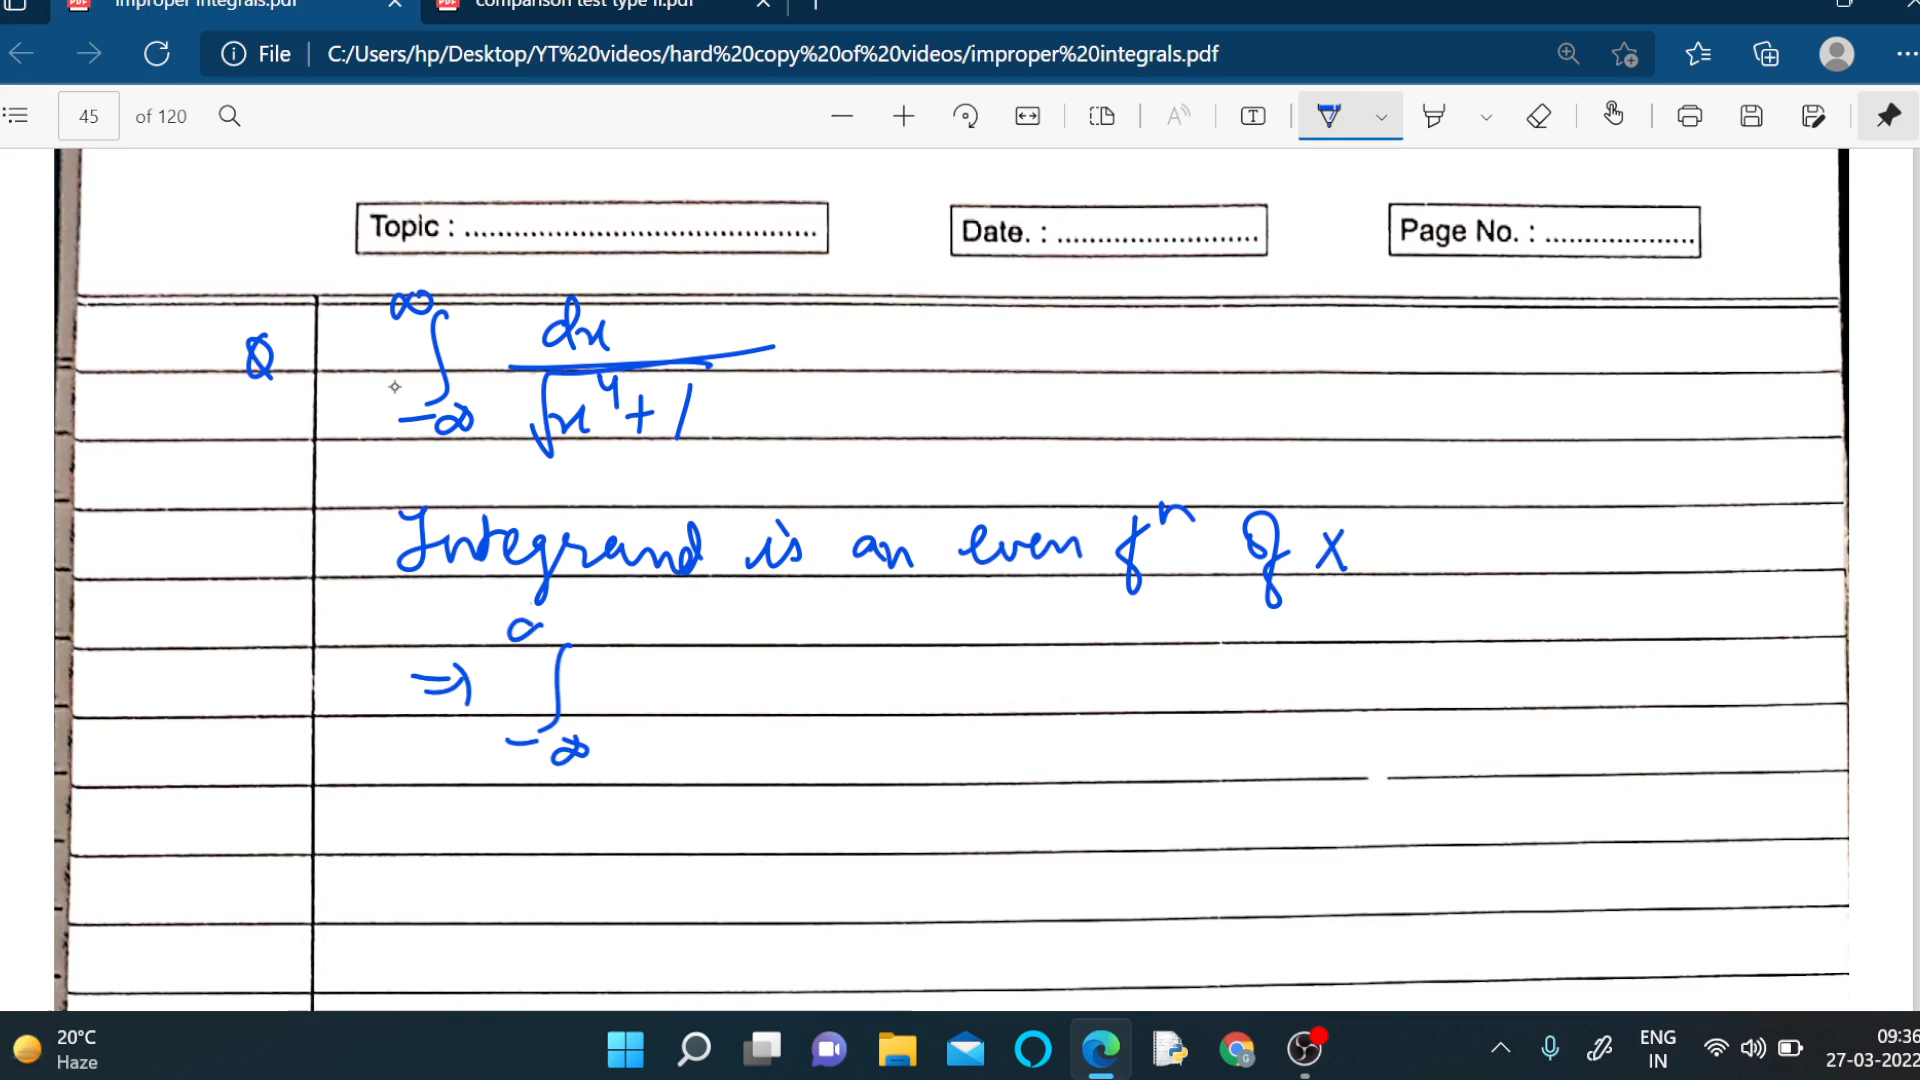 improper integrals.pdf
comparison test type ii.pdf
File
C:/Users/hp/Desktop/YT%20videos/hard%20copy%20of%20videos/improper%20integrals.pdf
45 of 120
Topic : ..........................................
Date. : ..........................
Page No. : ...................
Q ∫_{-∞}^{∞} dx / √(x⁴+1)
Integrand is an even fⁿ of x
⇒ ∫_{-∞}^{∞}
20°C
Haze
ENG
IN
09:36
27-03-2022